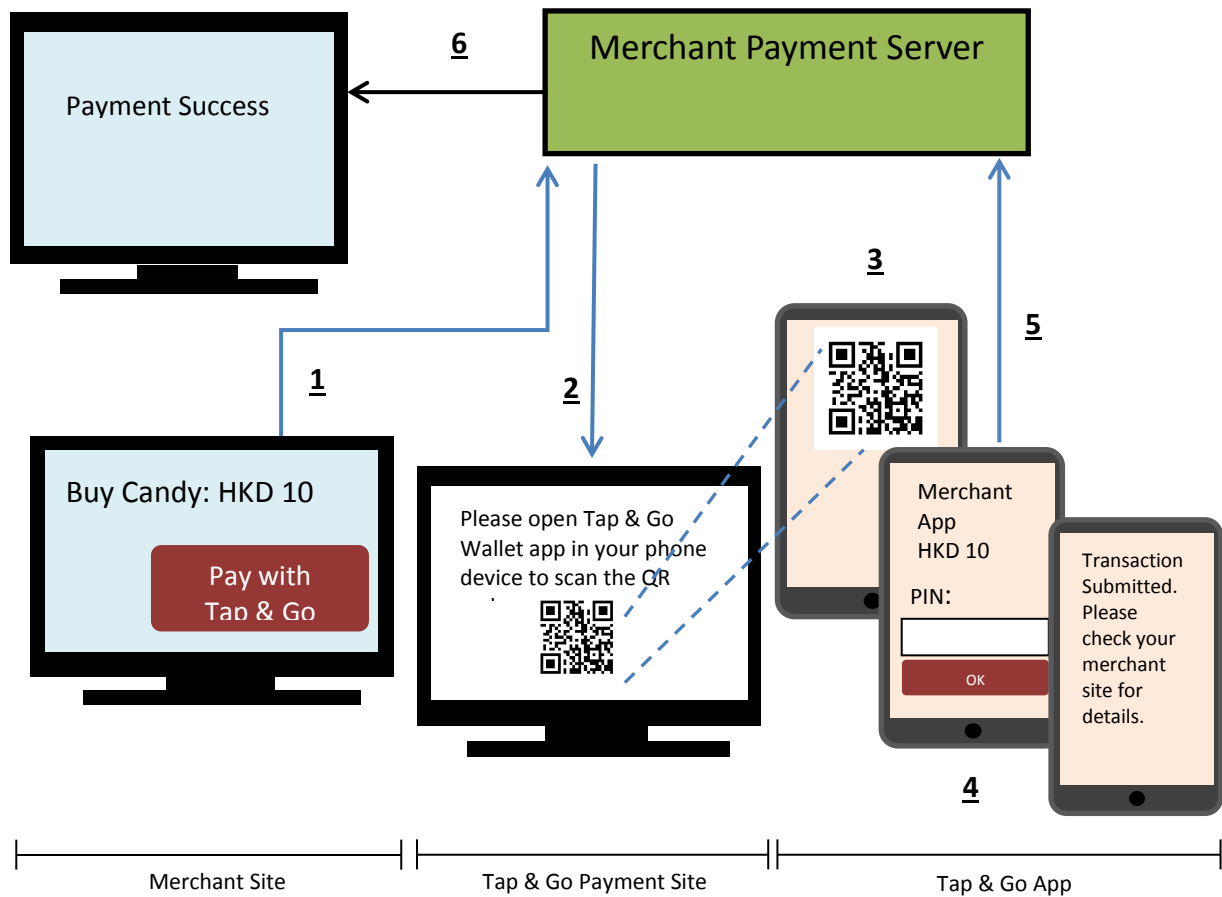 6
Merchant Payment Server
Payment Success
3
5
1
2
Buy Candy: HKD 10
Pay with
Tap & Go
Please open Tap & Go
Wallet app in your phone
device to scan the QR
Merchant
App
HKD 10
PIN:
OK
Transaction
Submitted.
Please
check your
merchant
site for
details.
4
Merchant Site
Tap & Go Payment Site
Tap & Go App